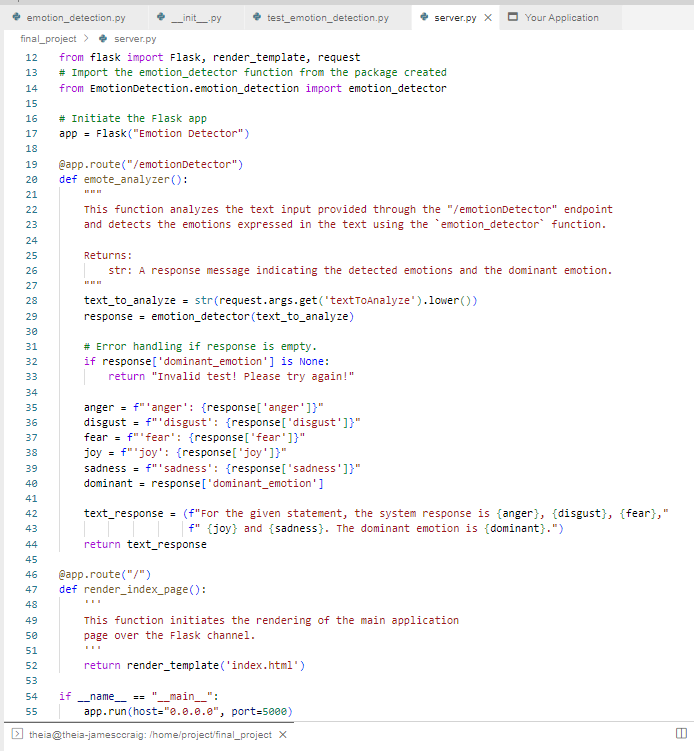 emotion_detection.py __init__.py test_emotion_detection.py server.py Your Application
final_project > server.py
12 from flask import Flask, render_template, request
13 # Import the emotion_detector function from the package created
14 from EmotionDetection.emotion_detection import emotion_detector
15
16 # Initiate the Flask app
17 app = Flask("Emotion Detector")
18
19 @app.route("/emotionDetector")
20 def emote_analyzer():
21     """
22     This function analyzes the text input provided through the "/emotionDetector" endpoint
23     and detects the emotions expressed in the text using the `emotion_detector` function.
24
25     Returns:
26         str: A response message indicating the detected emotions and the dominant emotion.
27     """
28     text_to_analyze = str(request.args.get('textToAnalyze').lower())
29     response = emotion_detector(text_to_analyze)
30
31     # Error handling if response is empty.
32     if response['dominant_emotion'] is None:
33         return "Invalid test! Please try again!"
34
35     anger = f"'anger': {response['anger']}"
36     disgust = f"'disgust': {response['disgust']}"
37     fear = f"'fear': {response['fear']}"
38     joy = f"'joy': {response['joy']}"
39     sadness = f"'sadness': {response['sadness']}"
40     dominant = response['dominant_emotion']
41
42     text_response = (f"For the given statement, the system response is {anger}, {disgust}, {fear},"
43                      f" {joy} and {sadness}. The dominant emotion is {dominant}.")
44     return text_response
45
46 @app.route("/")
47 def render_index_page():
48     '''
49     This function initiates the rendering of the main application
50     page over the Flask channel.
51     '''
52     return render_template('index.html')
53
54 if __name__ == "__main__":
55     app.run(host="0.0.0.0", port=5000)
theia@theia-jamesccraig: /home/project/final_project